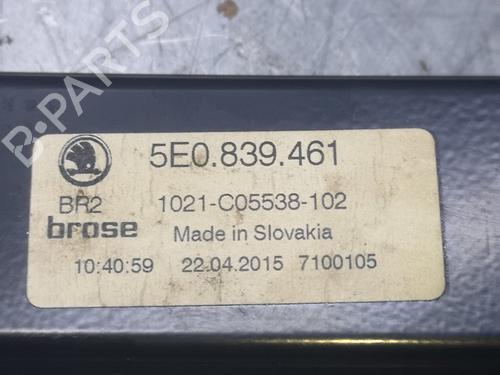 B-PARTS
5E0.839.461
BR2 1021-C05538-102
brose Made in Slovakia
10:40:59 22.04.2015 7100105